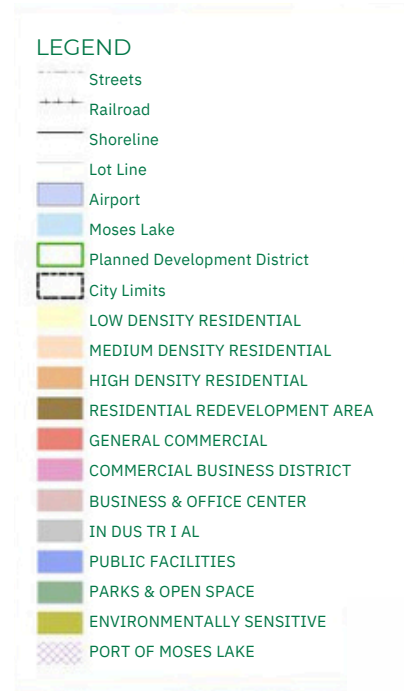 LEGEND
Streets
Railroad
Shoreline
Lot Line
Airport
Moses Lake
Planned Development District
City Limits
LOW DENSITY RESIDENTIAL
MEDIUM DENSITY RESIDENTIAL
HIGH DENSITY RESIDENTIAL
RESIDENTIAL REDEVELOPMENT AREA
GENERAL COMMERCIAL
COMMERCIAL BUSINESS DISTRICT
BUSINESS & OFFICE CENTER
IN DUS TR I AL
PUBLIC FACILITIES
PARKS & OPEN SPACE
ENVIRONMENTALLY SENSITIVE
PORT OF MOSES LAKE